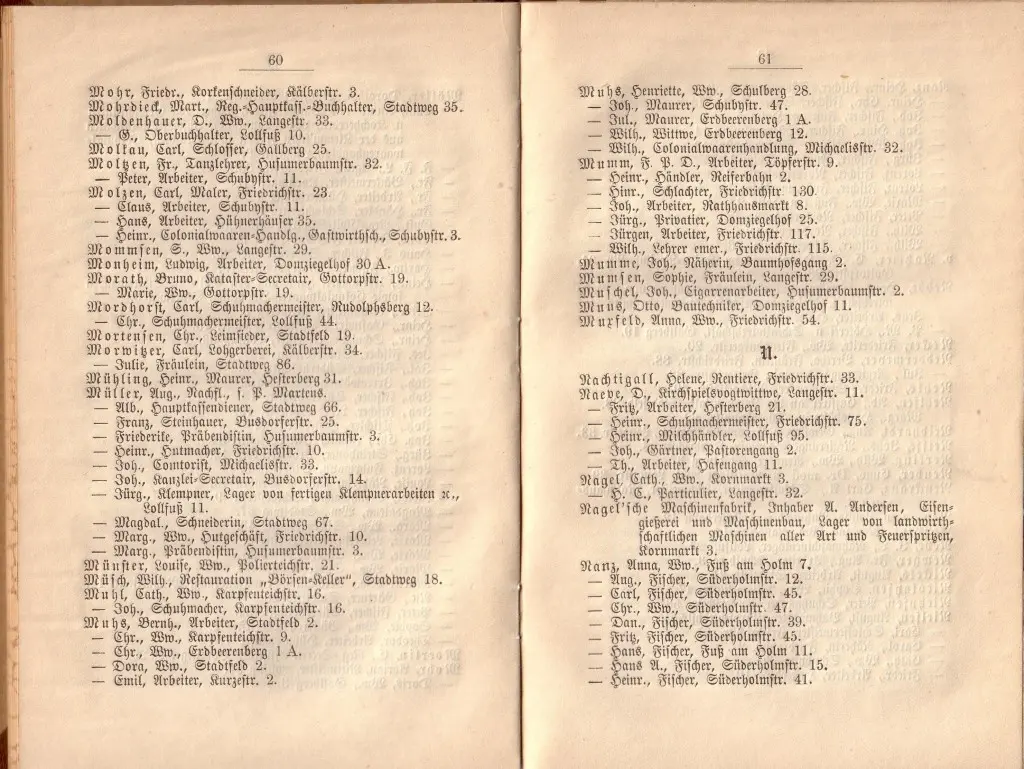 60
Mohr, Friedr., Korkenschneider, Kälberstr. 3.
Mohrdieck, Mart., Reg.-Hauptkass.-Buchhalter, Stadtweg 35.
Moldenhauer, D., Ww., Langestr. 33.
— G., Oberbuchhalter, Lollfuß 10.
Molkau, Carl, Schlosser, Gallberg 25.
Moltzen, Fr., Tanzlehrer, Husumerbaumstr. 32.
— Peter, Arbeiter, Schubystr. 11.
Molzen, Carl, Maler, Friedrichstr. 23.
— Claus, Arbeiter, Schubystr. 11.
— Hans, Arbeiter, Hühnerhäuser 35.
— Heinr., Colonialwaaren-Handlg., Gastwirthsch., Schubystr. 3.
Mommsen, S., Ww., Langestr. 29.
Monheim, Ludwig, Arbeiter, Domziegelhof 30 A.
Morath, Bruno, Kataster-Secretair, Gottorpstr. 19.
— Marie, Ww., Gottorpstr. 19.
Mordhorst, Carl, Schuhmachermeister, Rudolphsberg 12.
— Chr., Schuhmachermeister, Lollfuß 44.
Mortensen, Chr., Leimsieder, Stadtfeld 19.
Morwitzer, Carl, Lohgerberei, Kälberstr. 34.
— Julie, Fräulein, Stadtweg 86.
Mühling, Heinr., Maurer, Hesterberg 31.
Müller, Aug., Nachfl., s. P. Martens.
— Alb., Hauptkassendiener, Stadtweg 66.
— Franz, Steinhauer, Busdorferstr. 25.
— Friederike, Präbendistin, Husumerbaumstr. 3.
— Heinr., Hutmacher, Friedrichstr. 10.
— Joh., Comtorist, Michaelisstr. 33.
— Joh., Kanzlei-Secretair, Busdorferstr. 14.
— Jürg., Klempner, Lager von fertigen Klempnerarbeiten ꝛc.,
Lollfuß 11.
— Magdal., Schneiderin, Stadtweg 67.
— Marg., Ww., Hutgeschäft, Friedrichstr. 10.
— Marg., Präbendistin, Husumerbaumstr. 3.
Münster, Louise, Ww., Polierteichstr. 21.
Müsch, Wilh., Restauration „Börsen-Keller", Stadtweg 18.
Muhl, Cath., Ww., Karpfenteichstr. 16.
— Joh., Schuhmacher, Karpfenteichstr. 16.
Muhs, Bernh., Arbeiter, Stadtfeld 2.
— Chr., Ww., Karpfenteichstr. 9.
— Chr., Ww., Erdbeerenberg 1 A.
— Dora, Ww., Stadtfeld 2.
— Emil, Arbeiter, Kurzestr. 2.
61
Muhs, Henriette, Ww., Schulberg 28.
— Joh., Maurer, Schubystr. 47.
— Jul., Maurer, Erdbeerenberg 1 A.
— Wilh., Wittwe, Erdbeerenberg 12.
— Wilh., Colonialwaarenhandlung, Michaelisstr. 32.
Mumm, F. P. D., Arbeiter, Töpferstr. 9.
— Heinr., Händler, Reiferbahn 2.
— Hinr., Schlachter, Friedrichstr. 130.
— Joh., Arbeiter, Rathhausmarkt 8.
— Jürg., Privatier, Domziegelhof 25.
— Jürgen, Arbeiter, Friedrichstr. 117.
— Wilh., Lehrer emer., Friedrichstr. 115.
Mumme, Joh., Näherin, Baumhofsgang 2.
Mumsen, Sophie, Fräulein, Langestr. 29.
Muschel, Joh., Cigarrenarbeiter, Husumerbaumstr. 2.
Muus, Otto, Bautechniker, Domziegelhof 11.
Muxfeld, Anna, Ww., Friedrichstr. 54.
N.
Nachtigall, Helene, Rentiere, Friedrichstr. 33.
Naeve, D., Kirchspielsvogtwittwe, Langestr. 11.
— Fritz, Arbeiter, Hesterberg 21.
— Heinr., Schuhmachermeister, Friedrichstr. 75.
— Heinr., Milchhändler, Lollfuß 95.
— Joh., Gärtner, Pastorengang 2.
— Th., Arbeiter, Hafengang 11.
Nagel, Cath., Ww., Kornmarkt 3.
— H. C., Particulier, Langestr. 32.
Nagel'sche Maschinenfabrik, Inhaber A. Andersen, Eisen-
gießerei und Maschinenbau, Lager von landwirth-
schaftlichen Maschinen aller Art und Feuerspritzen,
Kornmarkt 3.
Nanz, Anna, Ww., Fuß am Holm 7.
— Aug., Fischer, Süderholmstr. 12.
— Carl, Fischer, Süderholmstr. 45.
— Chr., Ww., Süderholmstr. 47.
— Dan., Fischer, Süderholmstr. 39.
— Fritz, Fischer, Süderholmstr. 45.
— Hans, Fischer, Fuß am Holm 11.
— Hans A., Fischer, Süderholmstr. 15.
— Heinr., Fischer, Süderholmstr. 41.